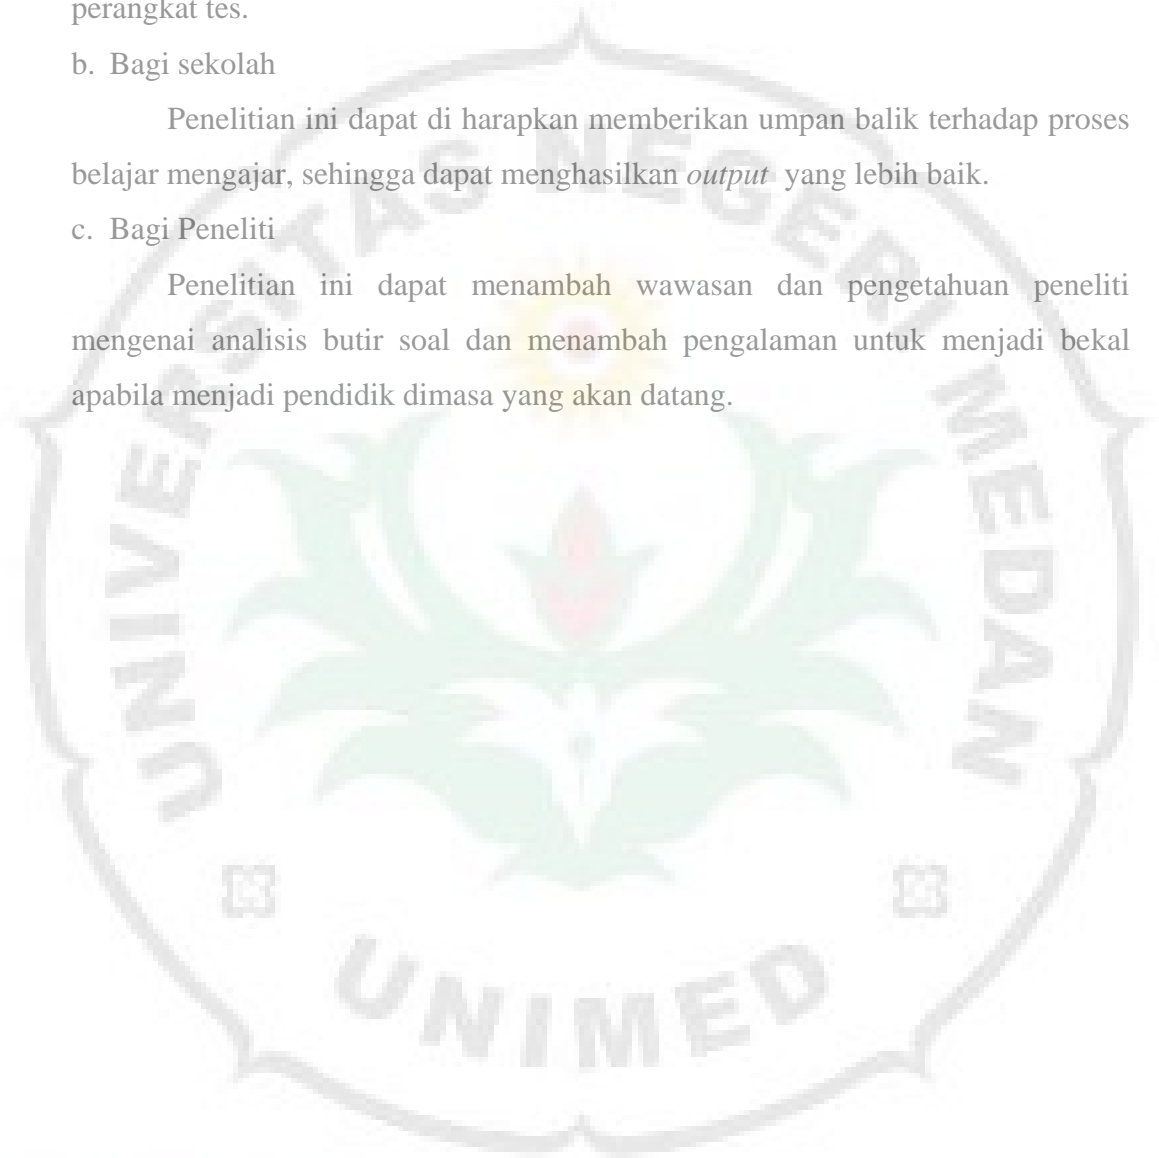 perangkat tes.
b. Bagi sekolah
Penelitian ini dapat di harapkan memberikan umpan balik terhadap proses
belajar mengajar, sehingga dapat menghasilkan output yang lebih baik.
c. Bagi Peneliti
Penelitian ini dapat menambah wawasan dan pengetahuan peneliti
mengenai analisis butir soal dan menambah pengalaman untuk menjadi bekal
apabila menjadi pendidik dimasa yang akan datang.
UNIVERSITAS NEGERI MEDAN
UNIMED